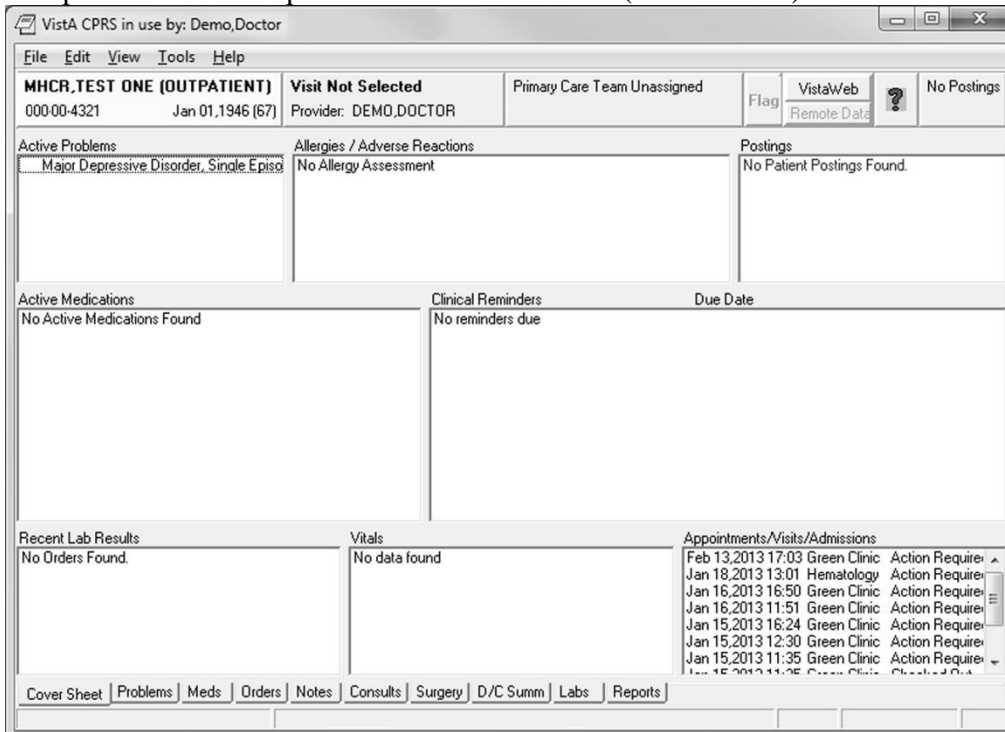 VistA CPRS in use by: Demo,Doctor
File Edit View Tools Help
MHCR,TEST ONE (OUTPATIENT)
000-00-4321 Jan 01,1946 (67)
Visit Not Selected
Provider: DEMO,DOCTOR
Primary Care Team Unassigned
Flag
VistaWeb
Remote Data
?
No Postings
Active Problems
Major Depressive Disorder, Single Episo
Allergies / Adverse Reactions
No Allergy Assessment
Postings
No Patient Postings Found.
Active Medications
No Active Medications Found
Clinical Reminders Due Date
No reminders due
Recent Lab Results
No Orders Found.
Vitals
No data found
Appointments/Visits/Admissions
Feb 13,2013 17:03 Green Clinic Action Require
Jan 18,2013 13:01 Hematology Action Require
Jan 16,2013 16:50 Green Clinic Action Require
Jan 16,2013 11:51 Green Clinic Action Require
Jan 15,2013 16:24 Green Clinic Action Require
Jan 15,2013 12:30 Green Clinic Action Require
Jan 15,2013 11:35 Green Clinic Action Require
Cover Sheet Problems Meds Orders Notes Consults Surgery D/C Summ Labs Reports